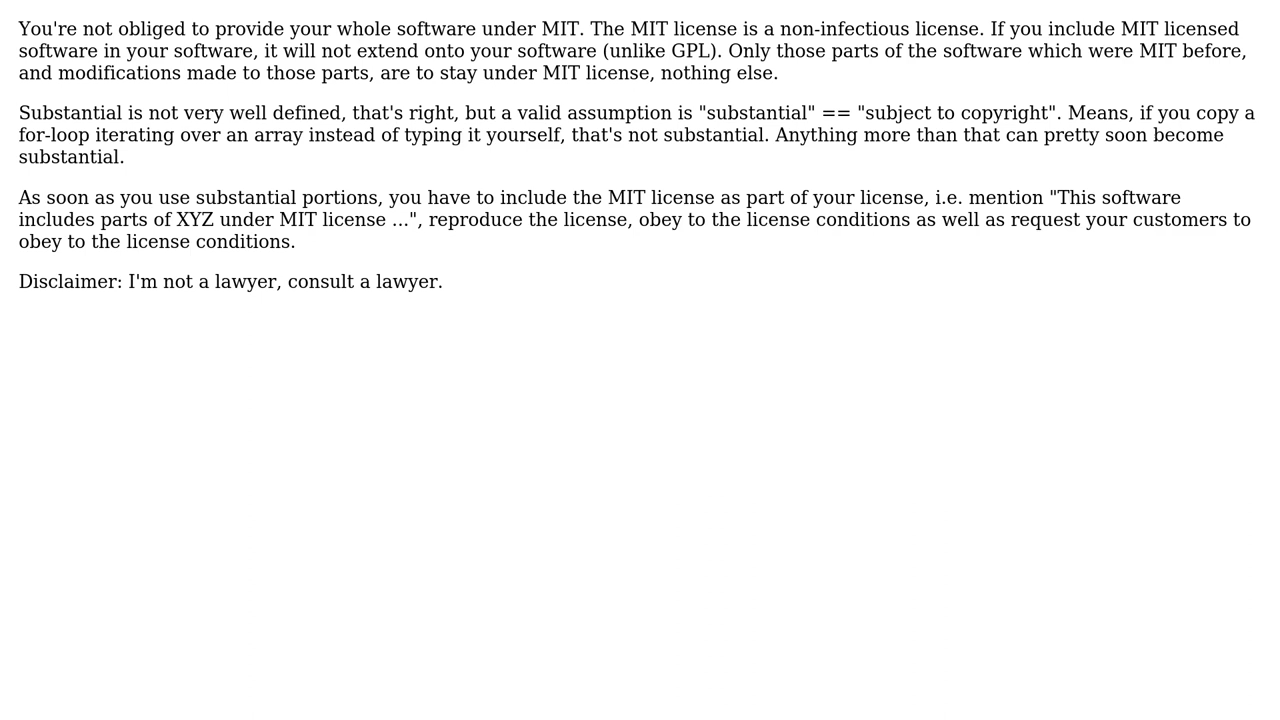 You're not obliged to provide your whole software under MIT. The MIT license is a non-infectious license. If you include MIT licensed
software in your software, it will not extend onto your software (unlike GPL). Only those parts of the software which were MIT before,
and modifications made to those parts, are to stay under MIT license, nothing else.
Substantial is not very well defined, that's right, but a valid assumption is "substantial" == "subject to copyright". Means, if you copy a
for-loop iterating over an array instead of typing it yourself, that's not substantial. Anything more than that can pretty soon become
substantial.
As soon as you use substantial portions, you have to include the MIT license as part of your license, i.e. mention "This software
includes parts of XYZ under MIT license ...", reproduce the license, obey to the license conditions as well as request your customers to
obey to the license conditions.
Disclaimer: I'm not a lawyer, consult a lawyer.